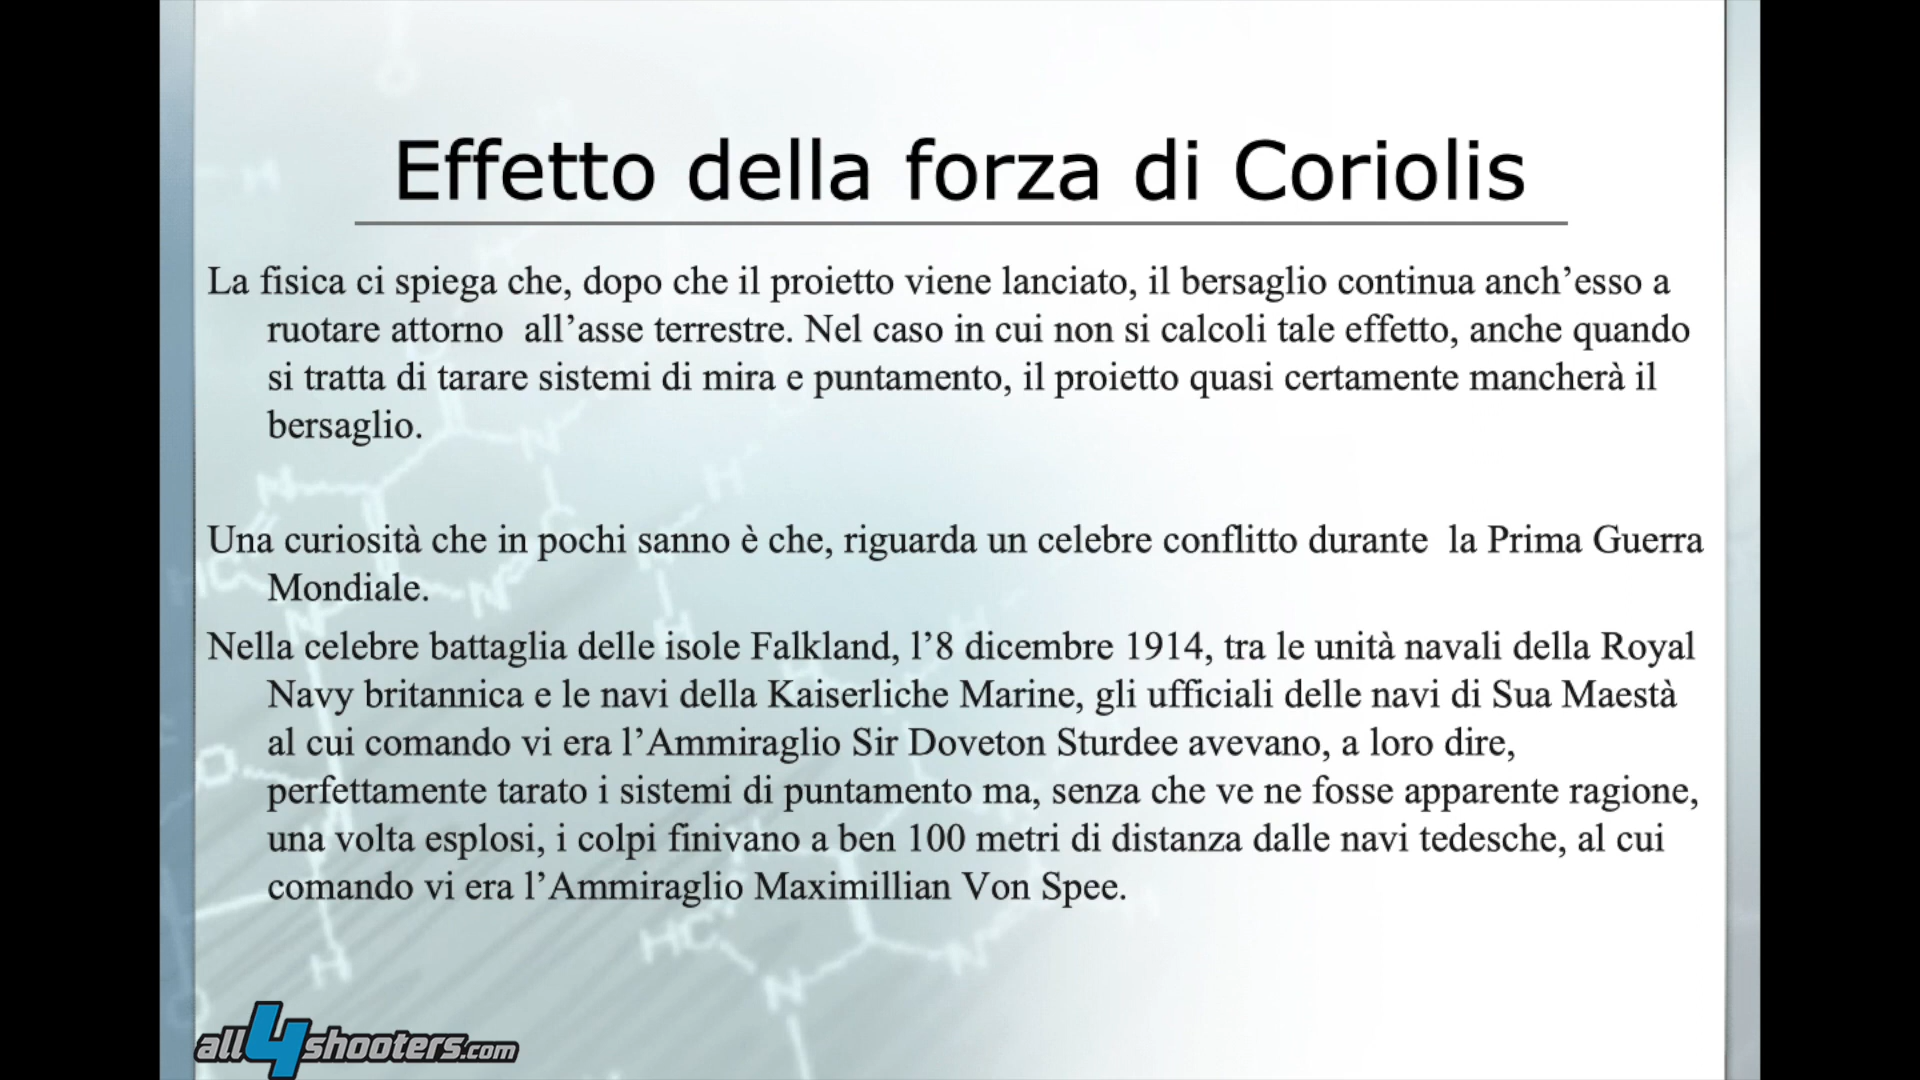 Effetto della forza di Coriolis
La fisica ci spiega che, dopo che il proietto viene lanciato, il bersaglio continua anch’esso a
ruotare attorno  all’asse terrestre. Nel caso in cui non si calcoli tale effetto, anche quando
si tratta di tarare sistemi di mira e puntamento, il proietto quasi certamente mancherà il
bersaglio.
Una curiosità che in pochi sanno è che, riguarda un celebre conflitto durante  la Prima Guerra
Mondiale.
Nella celebre battaglia delle isole Falkland, l’8 dicembre 1914, tra le unità navali della Royal
Navy britannica e le navi della Kaiserliche Marine, gli ufficiali delle navi di Sua Maestà
al cui comando vi era l’Ammiraglio Sir Doveton Sturdee avevano, a loro dire,
perfettamente tarato i sistemi di puntamento ma, senza che ve ne fosse apparente ragione,
una volta esplosi, i colpi finivano a ben 100 metri di distanza dalle navi tedesche, al cui
comando vi era l’Ammiraglio Maximillian Von Spee.
all4shooters.com